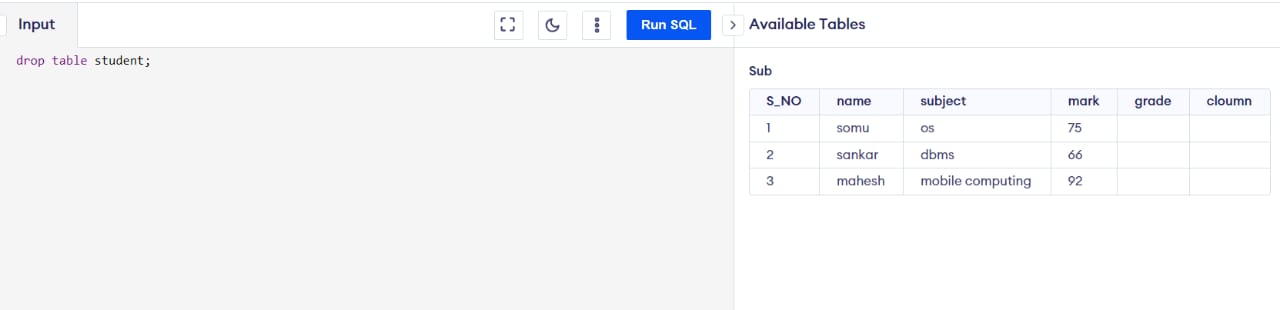 Input
Run SQL
drop table student;
Available Tables
Sub
S_NO name subject mark grade cloumn
1 somu os 75
2 sankar dbms 66
3 mahesh mobile computing 92